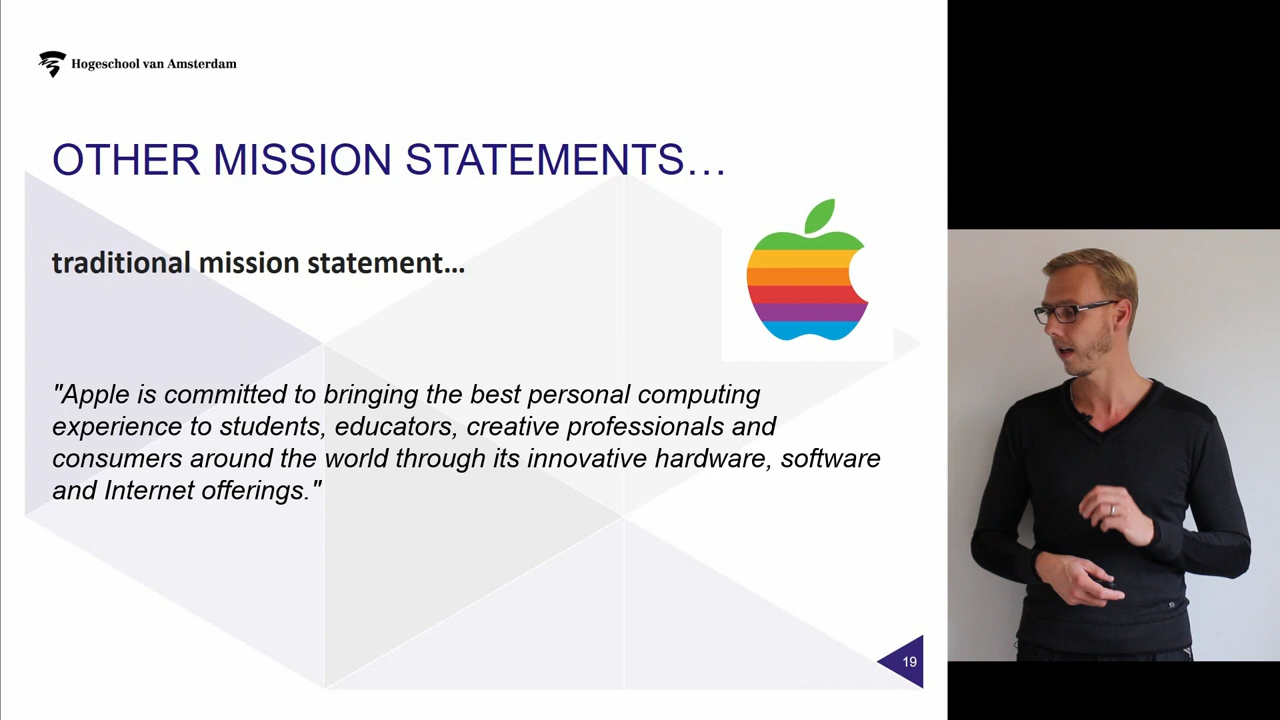 Hogeschool van Amsterdam
OTHER MISSION STATEMENTS…
traditional mission statement…
"Apple is committed to bringing the best personal computing
experience to students, educators, creative professionals and
consumers around the world through its innovative hardware, software
and Internet offerings."
19